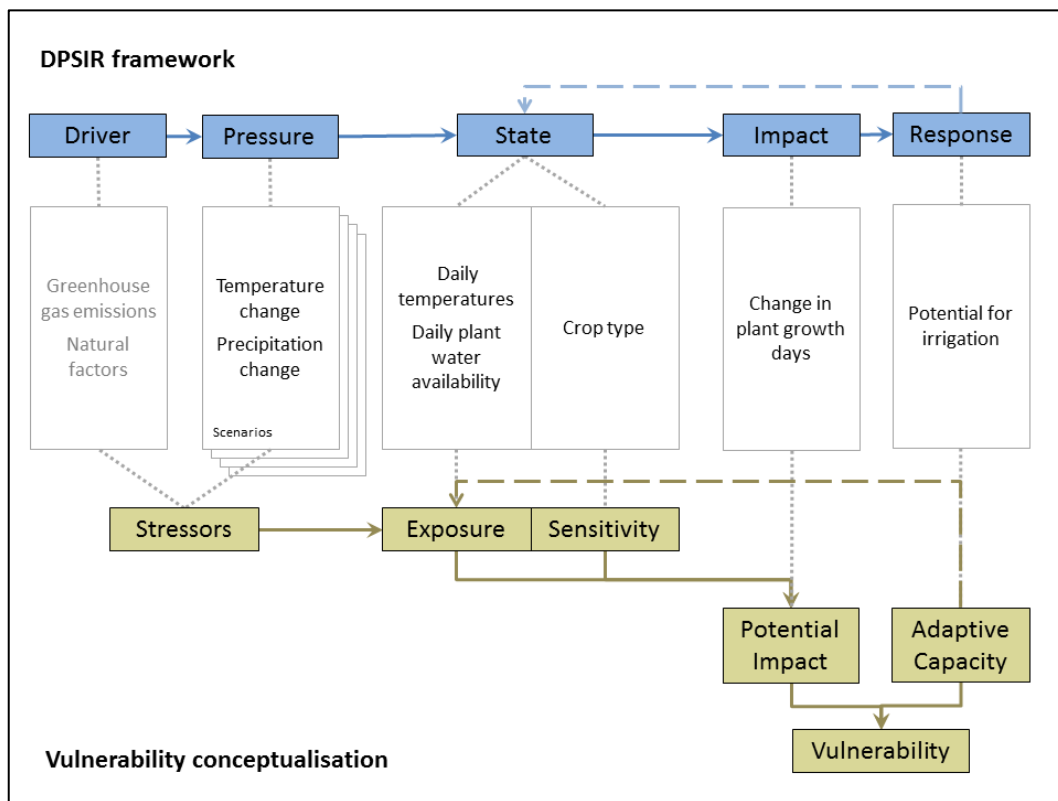 DPSIR framework
Driver
Pressure
State
Impact
Response
Greenhouse
gas emissions
Natural
factors
Temperature
change
Precipitation
change
Scenarios
Daily
temperatures
Daily plant
water
availability
Crop type
Change in
plant growth
days
Potential for
irrigation
Stressors
Exposure
Sensitivity
Potential
Impact
Adaptive
Capacity
Vulnerability
Vulnerability conceptualisation